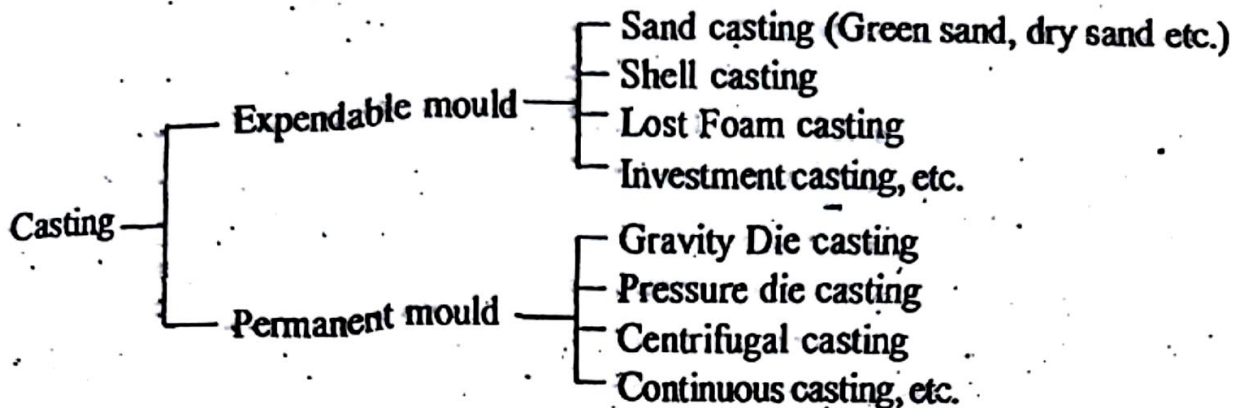 Sand casting (Green sand, dry sand etc.)
Shell casting
Expendable mould
Lost Foam casting
Investment casting, etc.
Casting
Gravity Die casting
Pressure die casting
Permanent mould
Centrifugal casting
Continuous casting, etc.